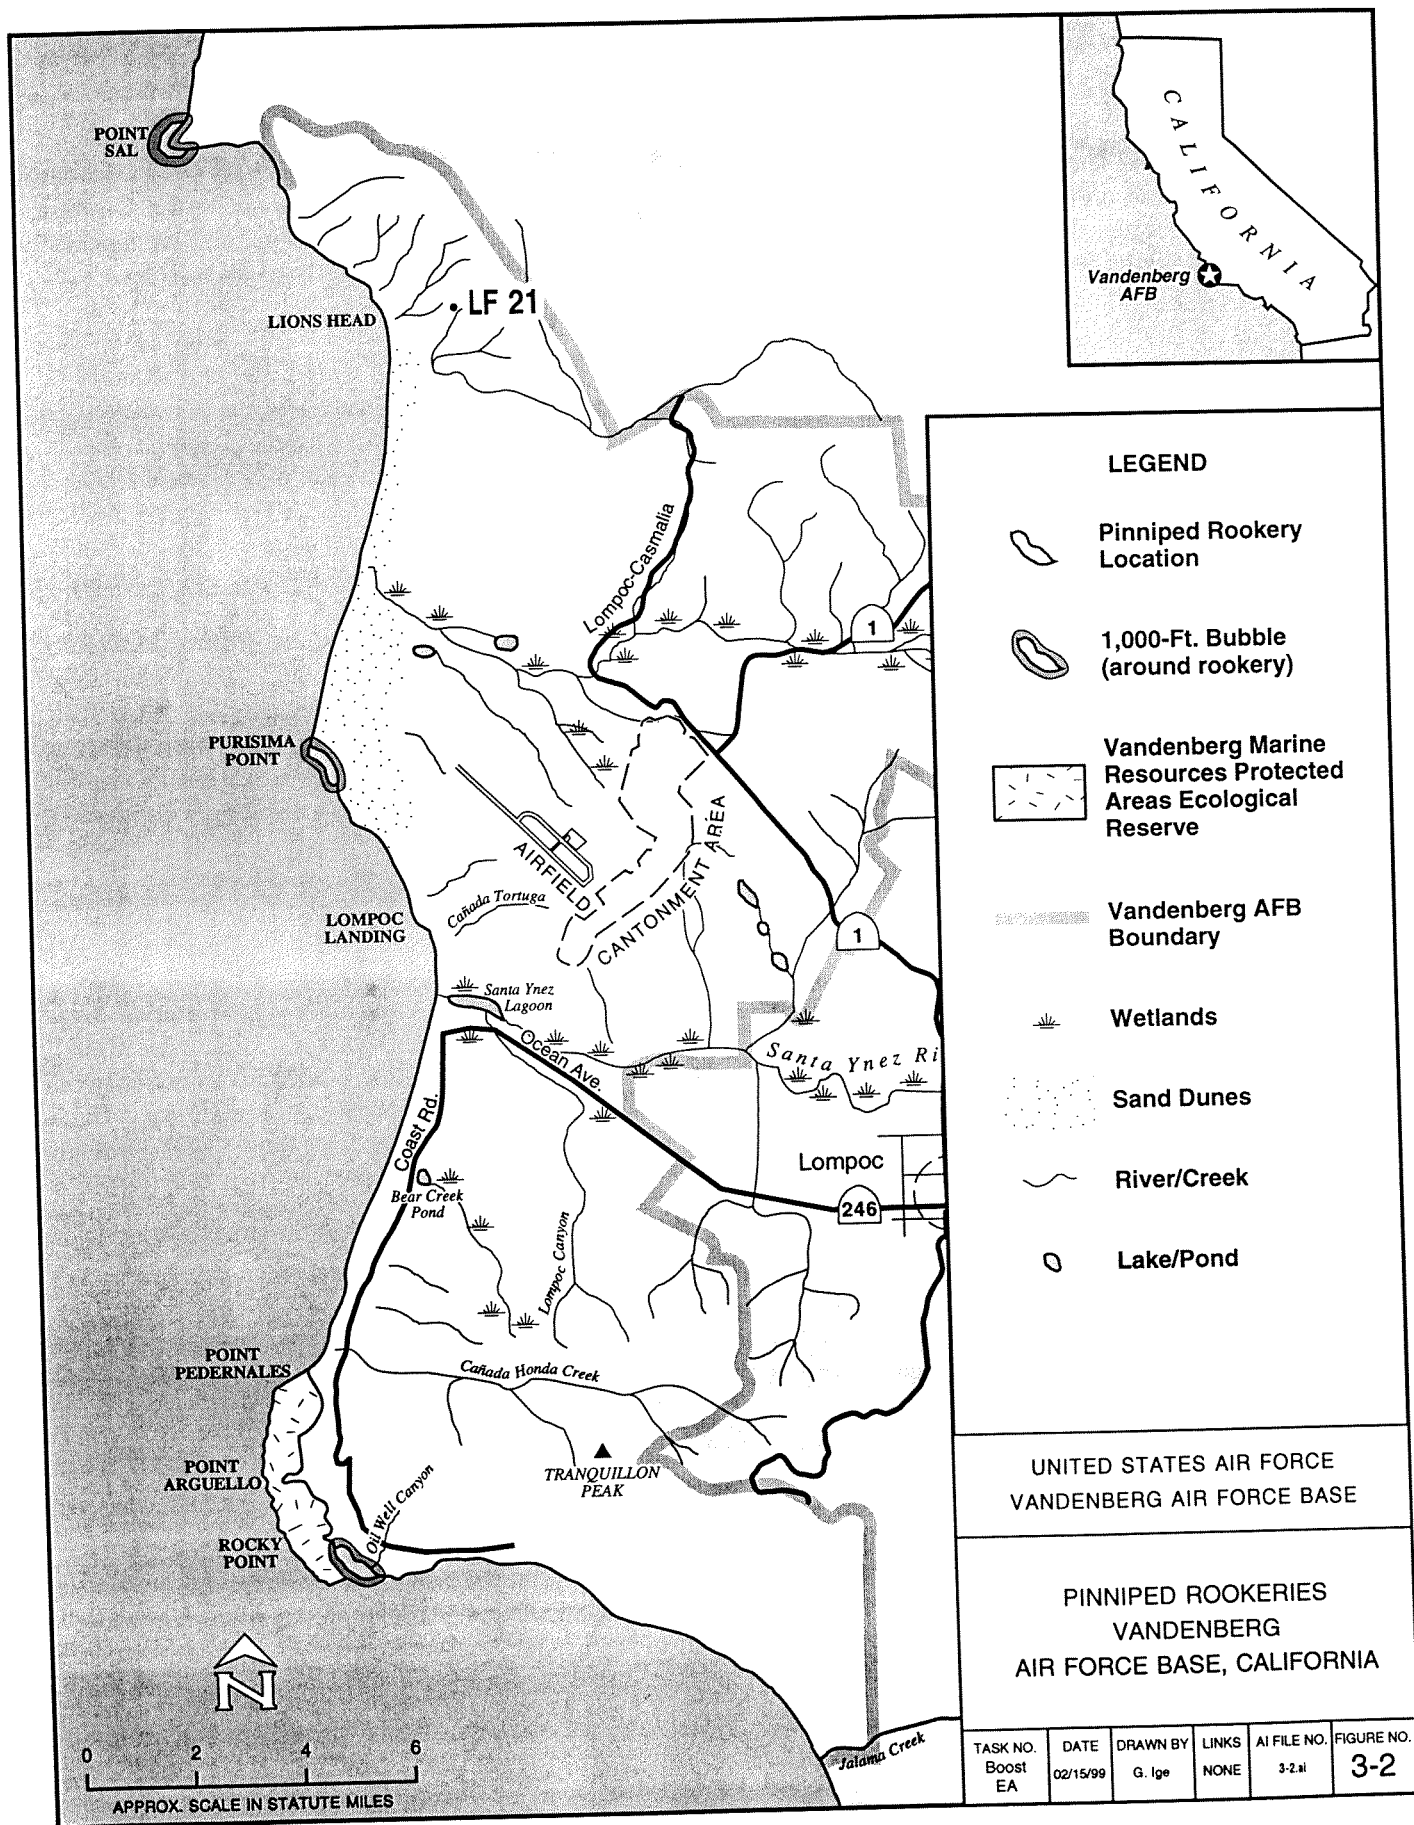 POINT
SAL
LF 21
LIONS HEAD
CALIFORNIA
Vandenberg
AFB
Lompoc-Casmalia
1
PURISIMA
POINT
AIRFIELD
CANTONMENT AREA
Cañada Tortuga
LOMPOC
LANDING
1
Santa Ynez
Lagoon
Ocean Ave.
Santa Ynez Ri
Coast Rd.
Lompoc
246
Bear Creek
Pond
Lompoc Canyon
POINT
PEDERNALES
Cañada Honda Creek
POINT
ARGUELLO
TRANQUILLON
PEAK
Oil Well Canyon
ROCKY
POINT
Jalama Creek
N
0 2 4 6
APPROX. SCALE IN STATUTE MILES
LEGEND
Pinniped Rookery
Location
1,000-Ft. Bubble
(around rookery)
Vandenberg Marine
Resources Protected
Areas Ecological
Reserve
Vandenberg AFB
Boundary
Wetlands
Sand Dunes
River/Creek
Lake/Pond
UNITED STATES AIR FORCE
VANDENBERG AIR FORCE BASE
PINNIPED ROOKERIES
VANDENBERG
AIR FORCE BASE, CALIFORNIA
TASK NO.
Boost
EA
DATE
02/15/99
DRAWN BY
G. Ige
LINKS
NONE
AI FILE NO.
3-2.ai
FIGURE NO.
3-2